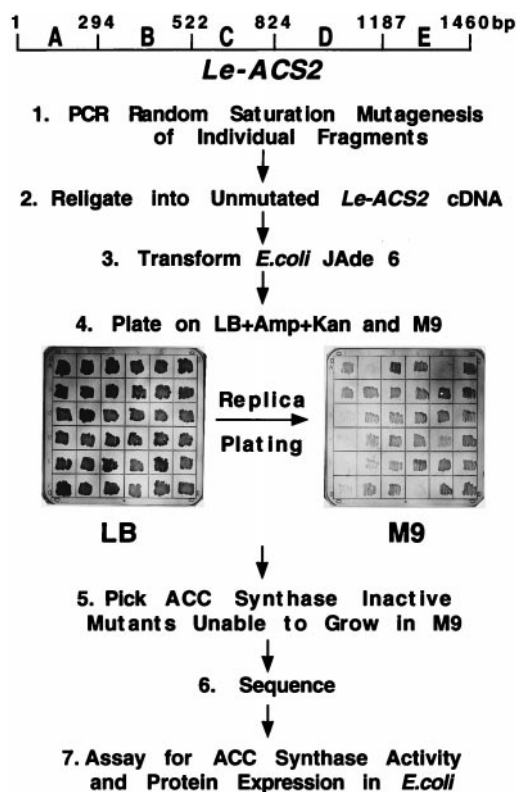 1 294 522 824 1187 1460bp
A B C D E
Le-ACS2
1. PCR Random Saturation Mutagenesis
of Individual Fragments
2. Religate into Unmutated Le-ACS2 cDNA
3. Transform E.coli JAde 6
4. Plate on LB+Amp+Kan and M9
Replica
Plating
LB
M9
5. Pick ACC Synthase Inactive
Mutants Unable to Grow in M9
6. Sequence
7. Assay for ACC Synthase Activity
and Protein Expression in E.coli